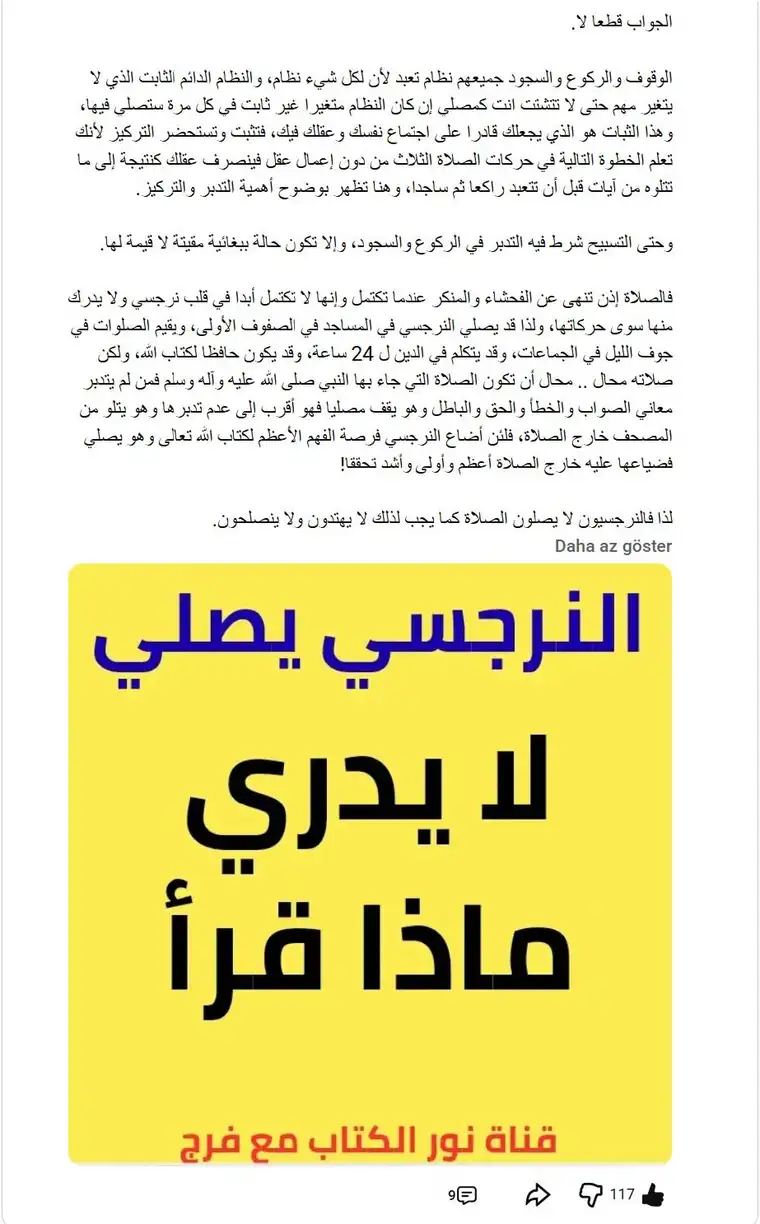 الجواب قطعا لا.
الوقوف والركوع والسجود جميعهم نظام تعبد لأن لكل شيء نظام، والنظام الدائم الثابت الذي لا
يتغير مهم حتى لا تتشتت انت كمصلي إن كان النظام متغيرا غير ثابت في كل مرة ستصلي فيها،
وهذا الثبات هو الذي يجعلك قادرا على اجتماع نفسك وعقلك فيك، فتثبت وتستحضر التركيز لأنك
تعلم الخطوة التالية في حركات الصلاة الثلاث من دون إعمال عقل فينصرف عقلك كنتيجة إلى ما
تتلوه من آيات قبل أن تتعبد راكعا ثم ساجدا، وهنا تظهر بوضوح أهمية التدبر والتركيز.
وحتى التسبيح شرط فيه التدبر في الركوع والسجود، وإلا تكون حالة ببغائية مقيتة لا قيمة لها.
فالصلاة إذن تنهى عن الفحشاء والمنكر عندما تكتمل وإنها لا تكتمل أبدا في قلب نرجسي ولا يدرك
منها سوى حركاتها، ولذا قد يصلي النرجسي في المساجد في الصفوف الأولى، ويقيم الصلوات في
جوف الليل في الجماعات، وقد يتكلم في الدين ل 24 ساعة، وقد يكون حافظا لكتاب الله، ولكن
صلاته محال .. محال أن تكون الصلاة التي جاء بها النبي صلى الله عليه وآله وسلم فمن لم يتدبر
معاني الصواب والخطأ والحق والباطل وهو يقف مصليا فهو أقرب إلى عدم تدبرها وهو يتلو من
المصحف خارج الصلاة، فلئن أضاع النرجسي فرصة الفهم الأعظم لكتاب الله تعالى وهو يصلي
فضياعها عليه خارج الصلاة أعظم وأولى وأشد تحققا!
لذا فالنرجسيون لا يصلون الصلاة كما يجب لذلك لا يهتدون ولا ينصلحون.
Daha az göster
النرجسي يصلي
لا يدري
ماذا قرأ
قناة نور الكتاب مع فرج
117
9